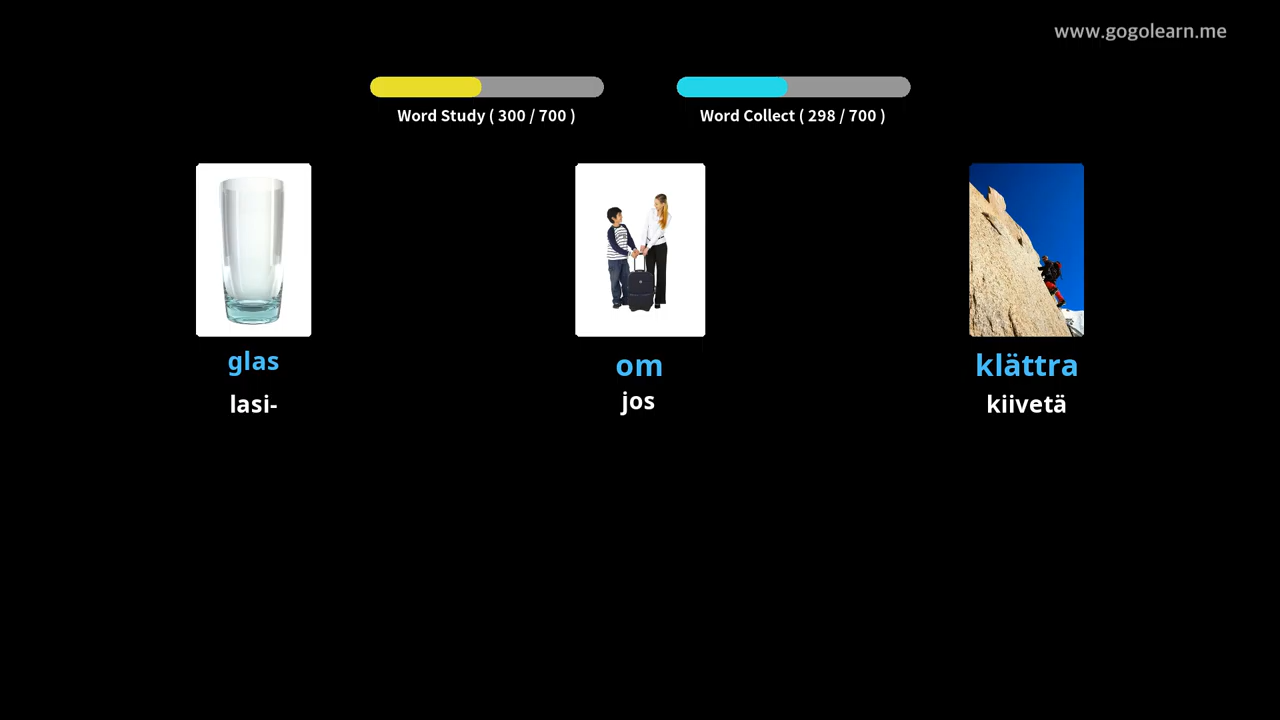 www.gogolearn.me
Word Study ( 300 / 700 )
Word Collect ( 298 / 700 )
glas
om
klättra
lasi-
jos
kiivetä